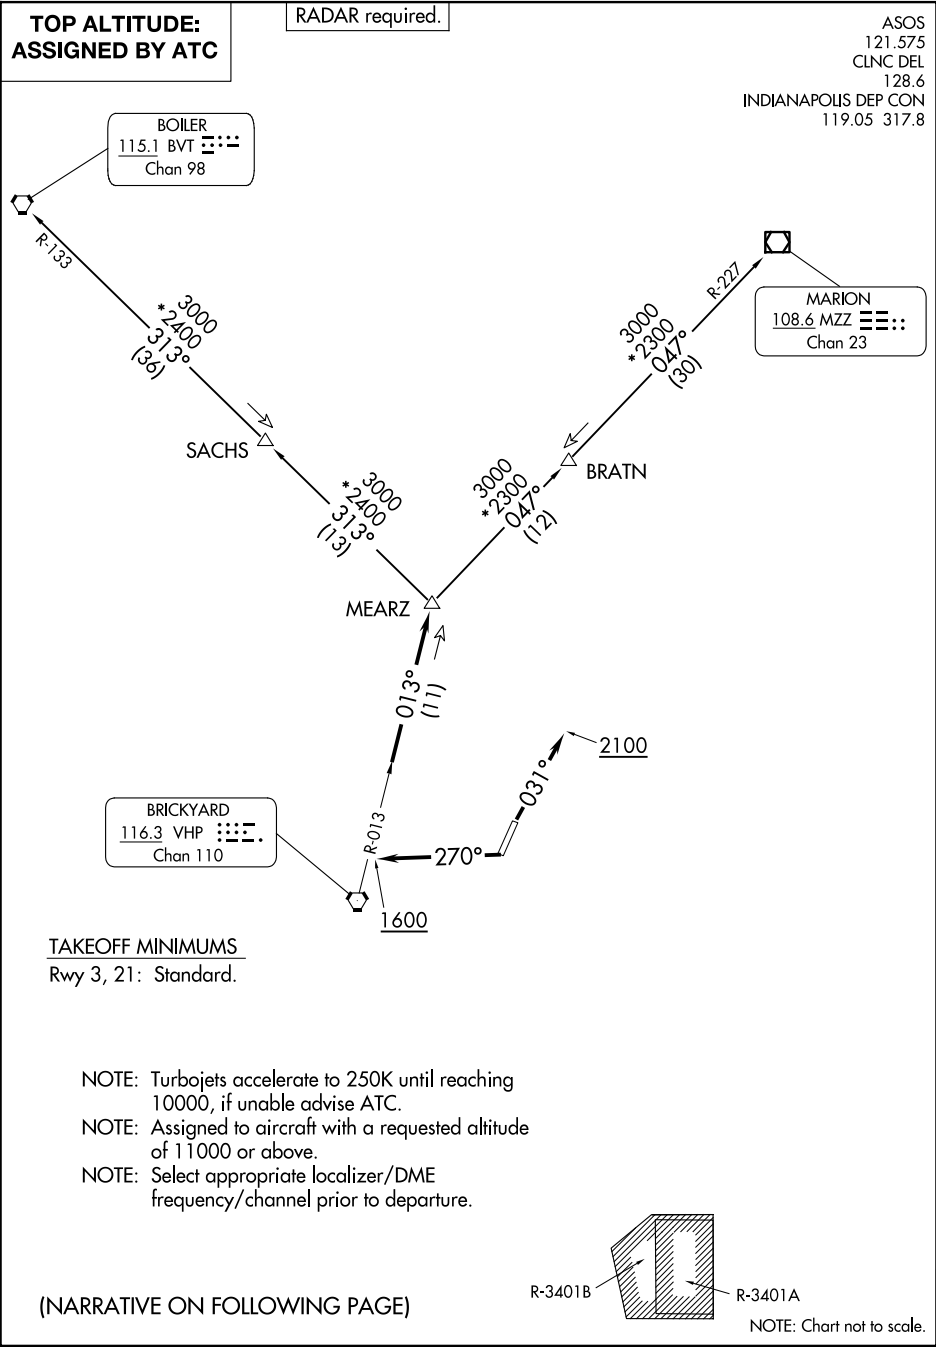 TOP ALTITUDE:
ASSIGNED BY ATC
RADAR required.
ASOS
121.575
CLNC DEL
128.6
INDIANAPOLIS DEP CON
119.05 317.8
BOILER
115.1 BVT
Chan 98
R-133
3000
*2400
313°
(36)
R-227
MARION
108.6 MZZ
Chan 23
3000
*2300
047°
(30)
SACHS
BRATN
3000
*2400
313°
(13)
3000
*2300
047°
(12)
MEARZ
013°
(11)
2100
031°
BRICKYARD
116.3 VHP
Chan 110
R-013
270°
1600
TAKEOFF MINIMUMS
Rwy 3, 21: Standard.
NOTE: Turbojets accelerate to 250K until reaching
10000, if unable advise ATC.
NOTE: Assigned to aircraft with a requested altitude
of 11000 or above.
NOTE: Select appropriate localizer/DME
frequency/channel prior to departure.
R-3401B
R-3401A
(NARRATIVE ON FOLLOWING PAGE)
NOTE: Chart not to scale.